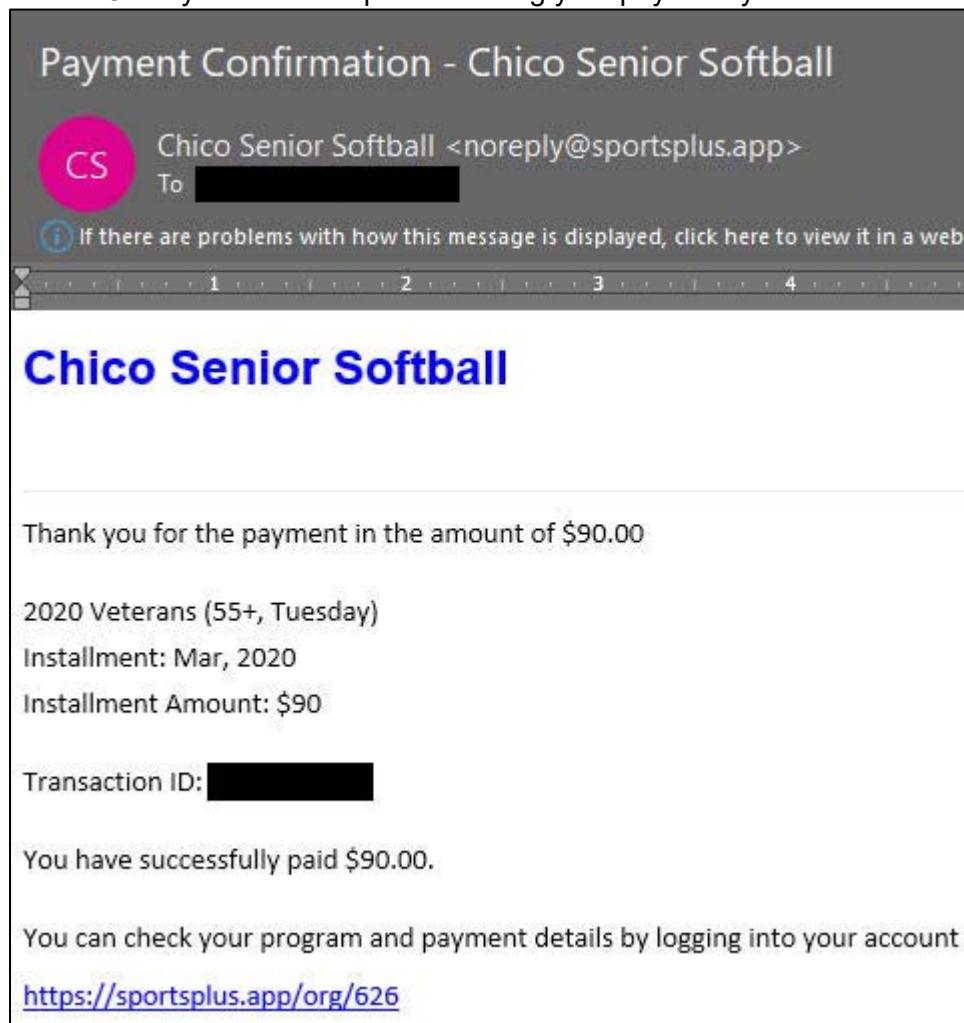 Payment Confirmation - Chico Senior Softball
CS
Chico Senior Softball <noreply@sportsplus.app>
To
If there are problems with how this message is displayed, click here to view it in a web
1 2 3 4
Chico Senior Softball
Thank you for the payment in the amount of $90.00
2020 Veterans (55+, Tuesday)
Installment: Mar, 2020
Installment Amount: $90
Transaction ID:
You have successfully paid $90.00.
You can check your program and payment details by logging into your account
https://sportsplus.app/org/626